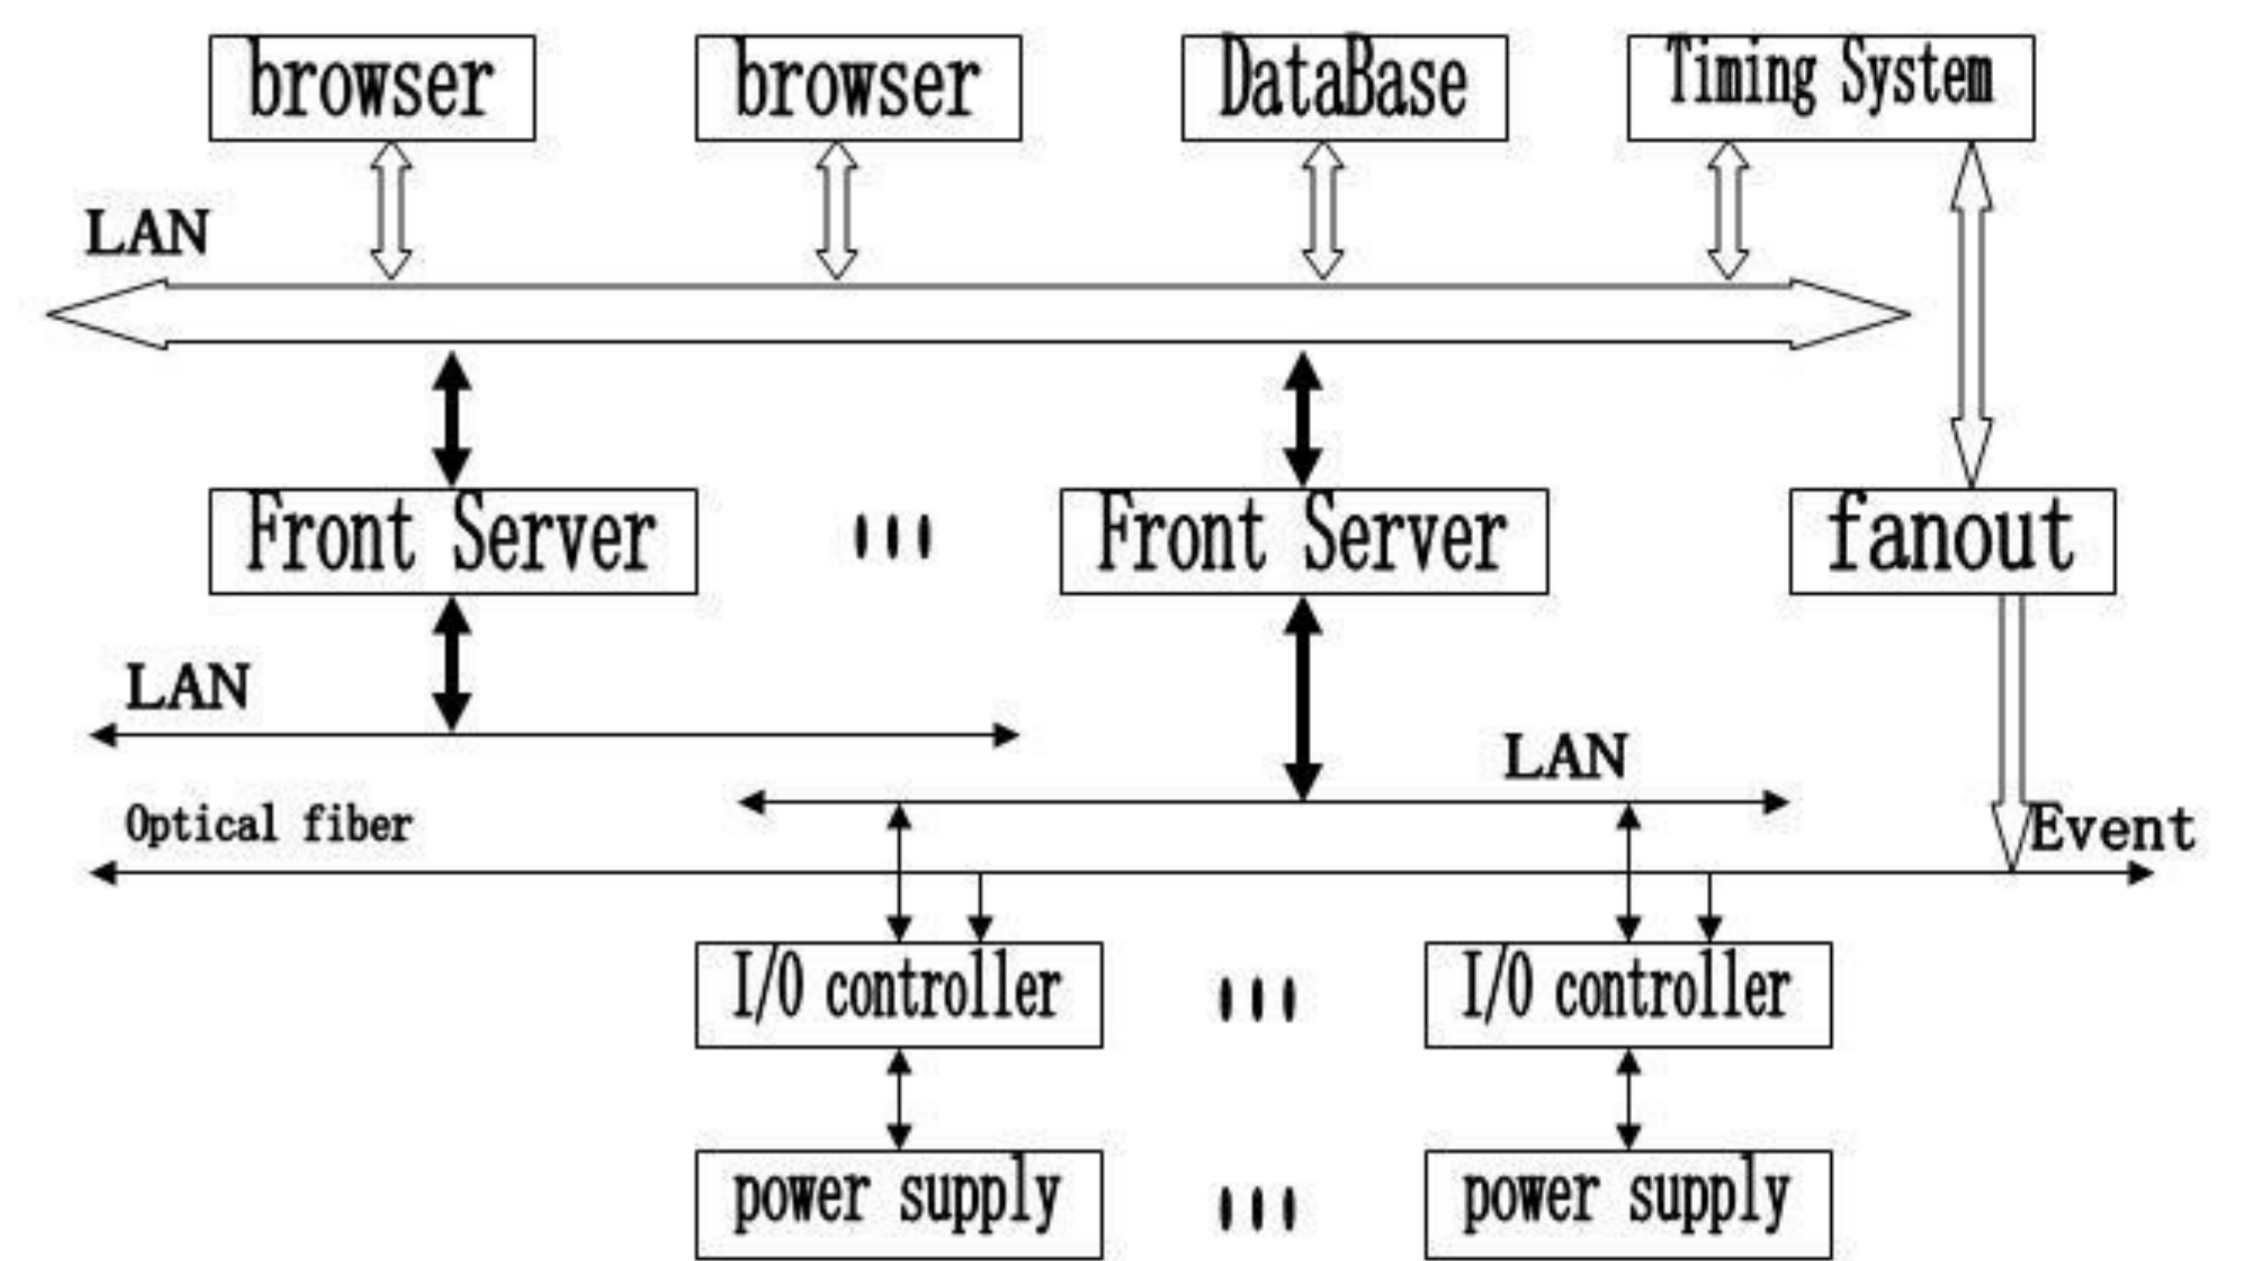 browser
browser
DataBase
Timing System
LAN
Front Server
Front Server
fanout
LAN
LAN
Optical fiber
Event
I/O controller
I/O controller
power supply
power supply